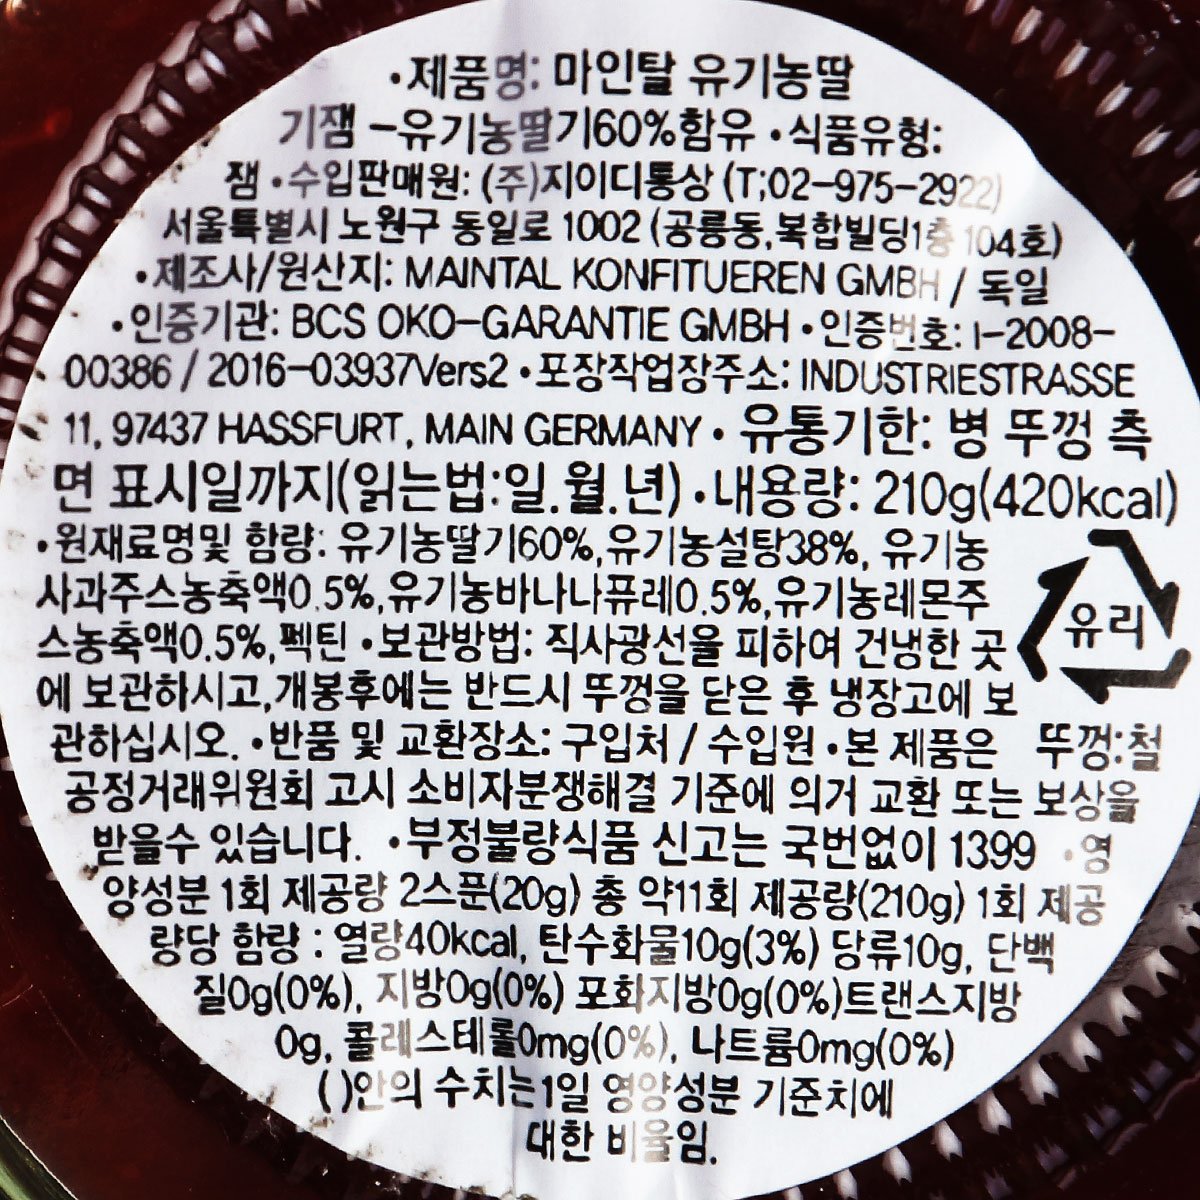 •제품명: 마인탈 유기농딸
기잼 -유기농딸기60%함유 •식품유형:
잼 •수입판매원: (주)지이디통상 (T;02-975-2922)
서울특별시 노원구 동일로 1002 (공릉동,복합빌딩1층 104호)
•제조사/원산지: MAINTAL KONFITUEREN GMBH / 독일
•인증기관: BCS OKO-GARANTIE GMBH •인증번호: I-2008-
00386 / 2016-03937Vers2 •포장작업장주소: INDUSTRIESTRASSE
11, 97437 HASSFURT, MAIN GERMANY • 유통기한: 병 뚜껑 측
면 표시일까지(읽는법:일.월.년) •내용량: 210g(420kcal)
•원재료명및 함량: 유기농딸기60%,유기농설탕38%, 유기농
사과주스농축액0.5%,유기농바나나퓨레0.5%,유기농레몬주
스농축액0.5%,펙틴 •보관방법: 직사광선을 피하여 건냉한 곳
유리
에 보관하시고,개봉후에는 반드시 뚜껑을 닫은 후 냉장고에 보
관하십시오. •반품 및 교환장소: 구입처 / 수입원 •본 제품은
뚜껑:철
공정거래위원회 고시 소비자분쟁해결 기준에 의거 교환 또는 보상을
받을수 있습니다. •부정불량식품 신고는 국번없이 1399 •영
양성분 1회 제공량 2스푼(20g) 총 약11회 제공량(210g) 1회 제공
량당 함량 : 열량40kcal, 탄수화물10g(3%) 당류10g, 단백
질0g(0%), 지방0g(0%) 포화지방0g(0%)트랜스지방
0g, 콜레스테롤0mg(0%), 나트륨0mg(0%)
( )안의 수치는1일 영양성분 기준치에
대한 비율임.